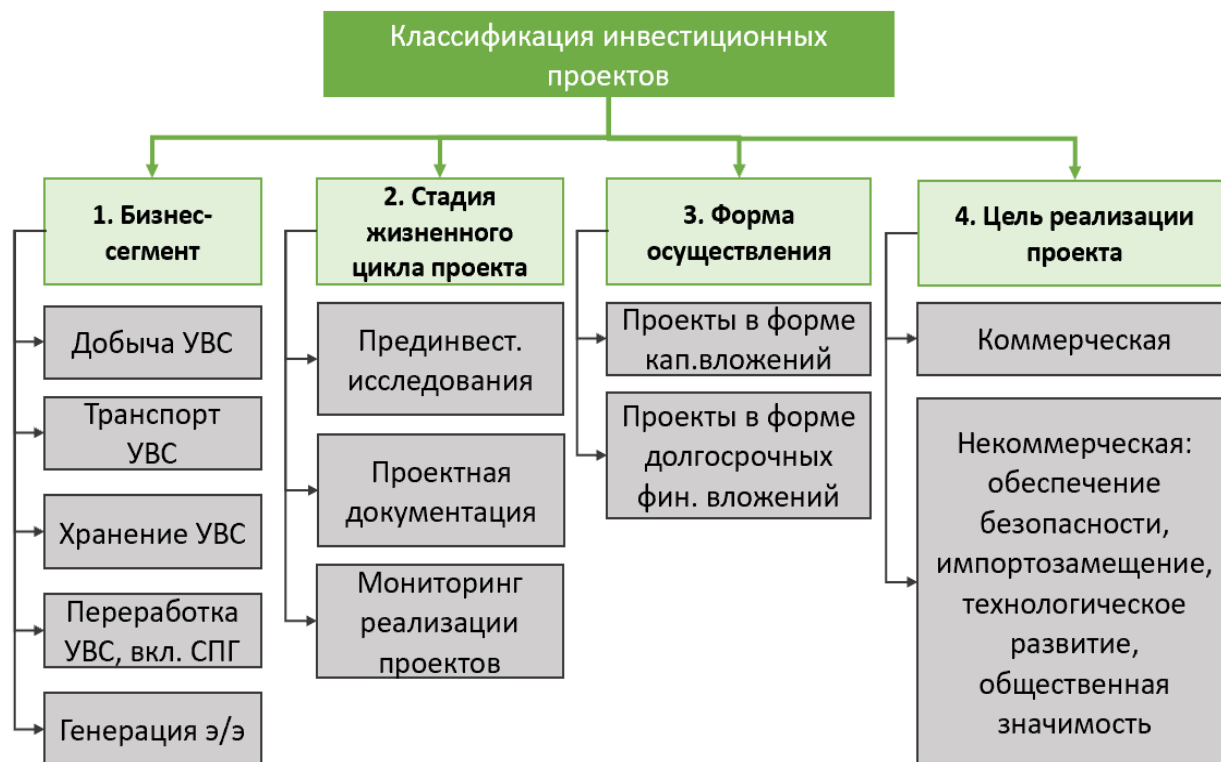 Классификация инвестиционных
проектов
1. Бизнес-
сегмент
Добыча УВС
Транспорт
УВС
Хранение УВС
Переработка
УВС, вкл. СПГ
Генерация э/э
2. Стадия
жизненного
цикла проекта
Прединвест.
исследования
Проектная
документация
Мониторинг
реализации
проектов
3. Форма
осуществления
Проекты в форме
кап.вложений
Проекты в форме
долгосрочных
фин. вложений
4. Цель реализации
проекта
Коммерческая
Некоммерческая:
обеспечение
безопасности,
импортозамещение,
технологическое
развитие,
общественная
значимость